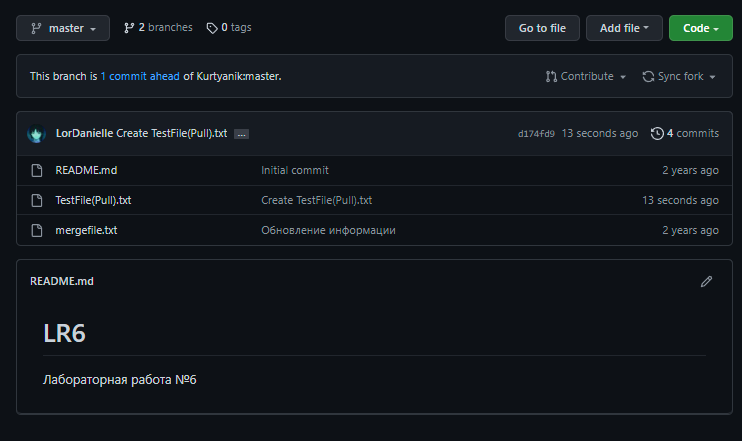 master 2 branches 0 tags Go to file Add file Code
This branch is 1 commit ahead of Kurtyanik:master. Contribute Sync fork
LorDanielle Create TestFile(Pull).txt ... d174fd9 13 seconds ago 4 commits
README.md Initial commit 2 years ago
TestFile(Pull).txt Create TestFile(Pull).txt 13 seconds ago
mergefile.txt Обновление информации 2 years ago
README.md
LR6
Лабораторная работа №6